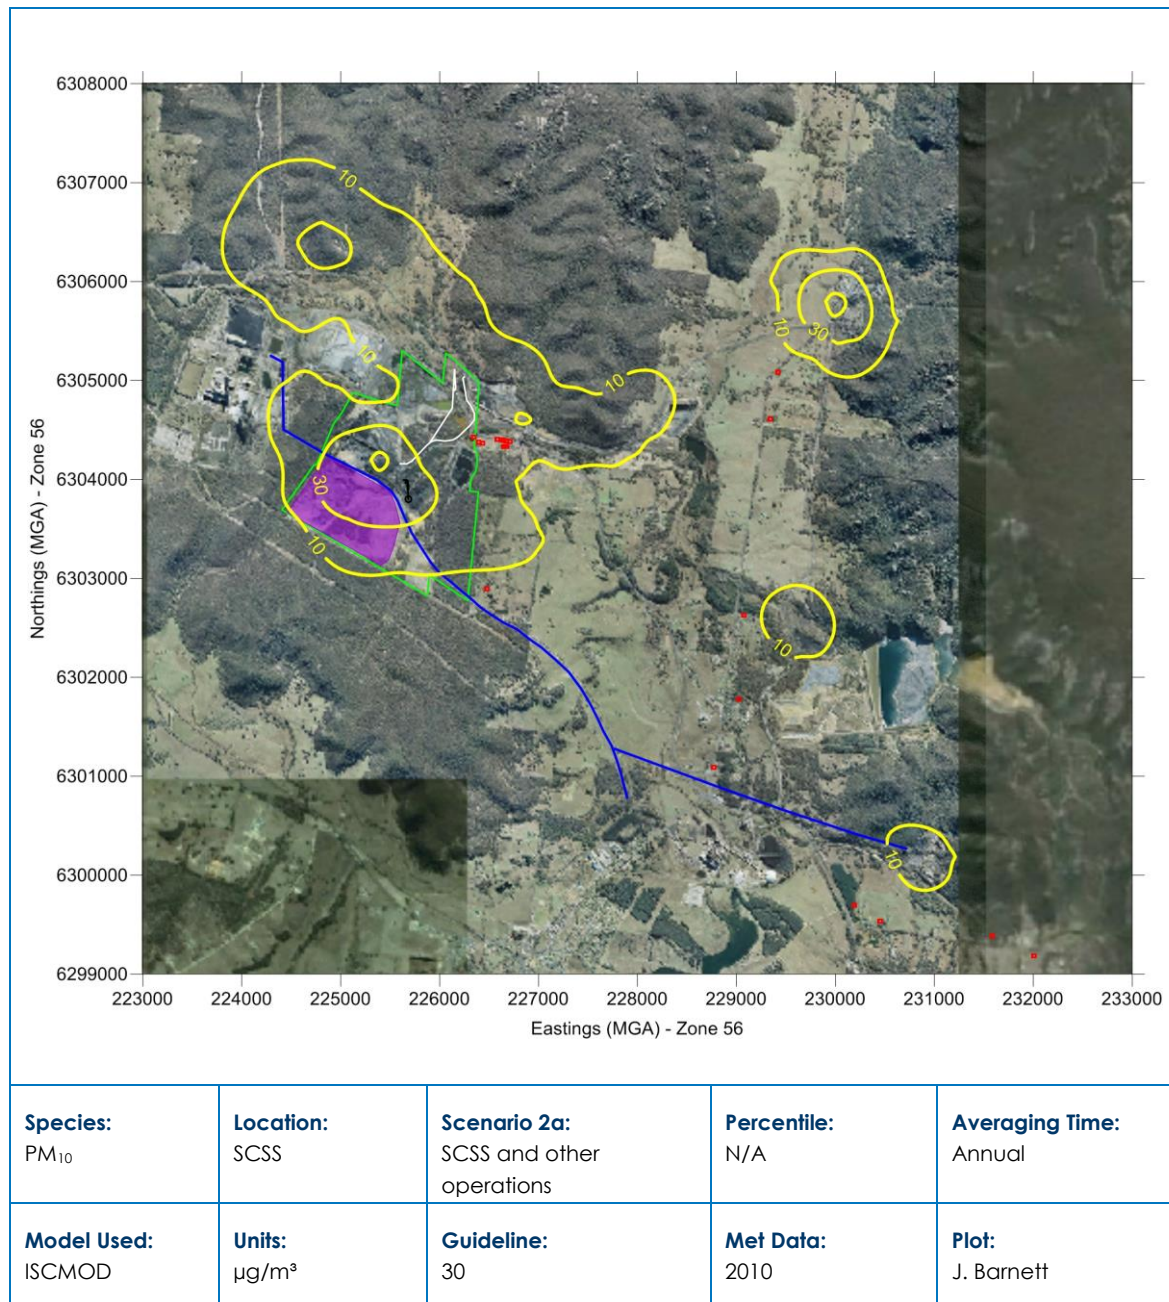 6308000
6307000
6306000
6305000
6304000
6303000
6302000
6301000
6300000
6299000
Northings (MGA) - Zone 56
10
10
10
30
10
10
30
10
10
223000 224000 225000 226000 227000 228000 229000 230000 231000 232000 233000
Eastings (MGA) - Zone 56
Species:
PM₁₀
Location:
SCSS
Scenario 2a:
SCSS and other
operations
Percentile:
N/A
Averaging Time:
Annual
Model Used:
ISCMOD
Units:
µg/m³
Guideline:
30
Met Data:
2010
Plot:
J. Barnett